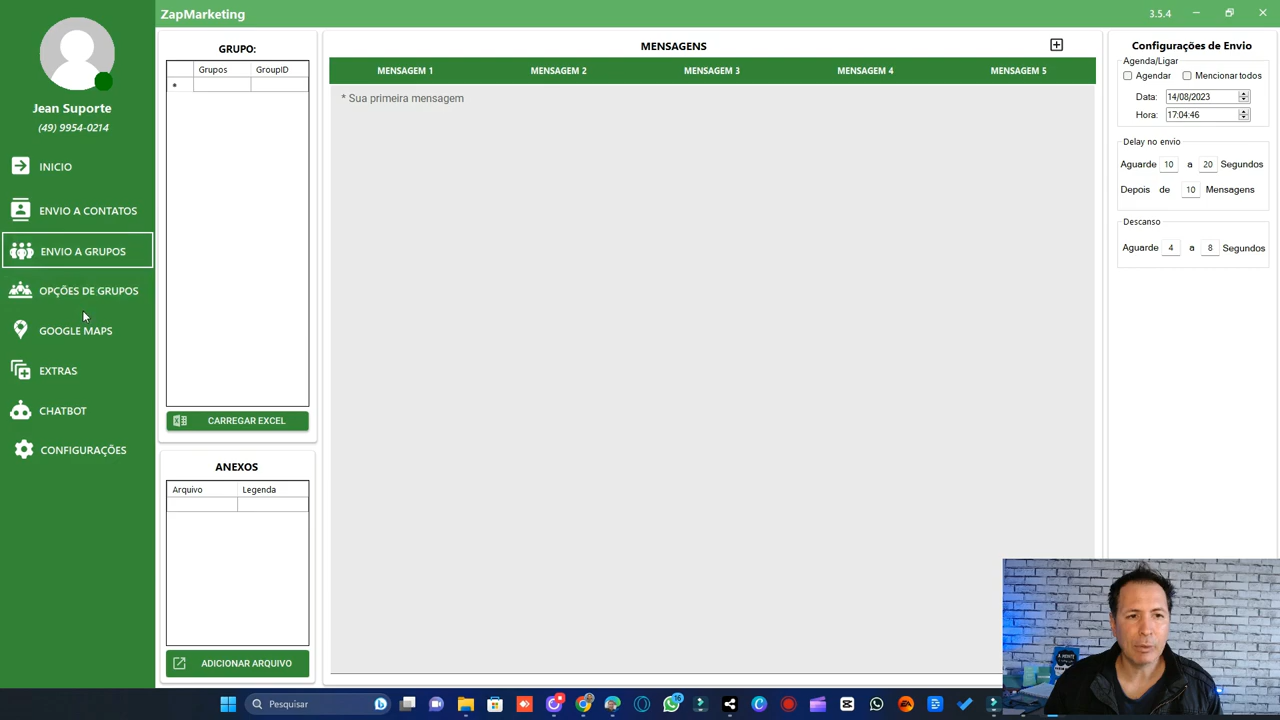 ZapMarketing
3.5.4
Jean Suporte
(49) 9954-0214
INICIO
ENVIO A CONTATOS
ENVIO A GRUPOS
OPÇÕES DE GRUPOS
GOOGLE MAPS
EXTRAS
CHATBOT
CONFIGURAÇÕES
GRUPO:
Grupos GroupID
CARREGAR EXCEL
ANEXOS
Arquivo Legenda
ADICIONAR ARQUIVO
MENSAGENS
MENSAGEM 1 MENSAGEM 2 MENSAGEM 3 MENSAGEM 4 MENSAGEM 5
* Sua primeira mensagem
Configurações de Envio
Agenda/Ligar
Agendar Mencionar todos
Data: 14/08/2023
Hora: 17:04:46
Delay no envio
Aguarde 10 a 20 Segundos
Depois de 10 Mensagens
Descanso
Aguarde 4 a 8 Segundos
Pesquisar
16